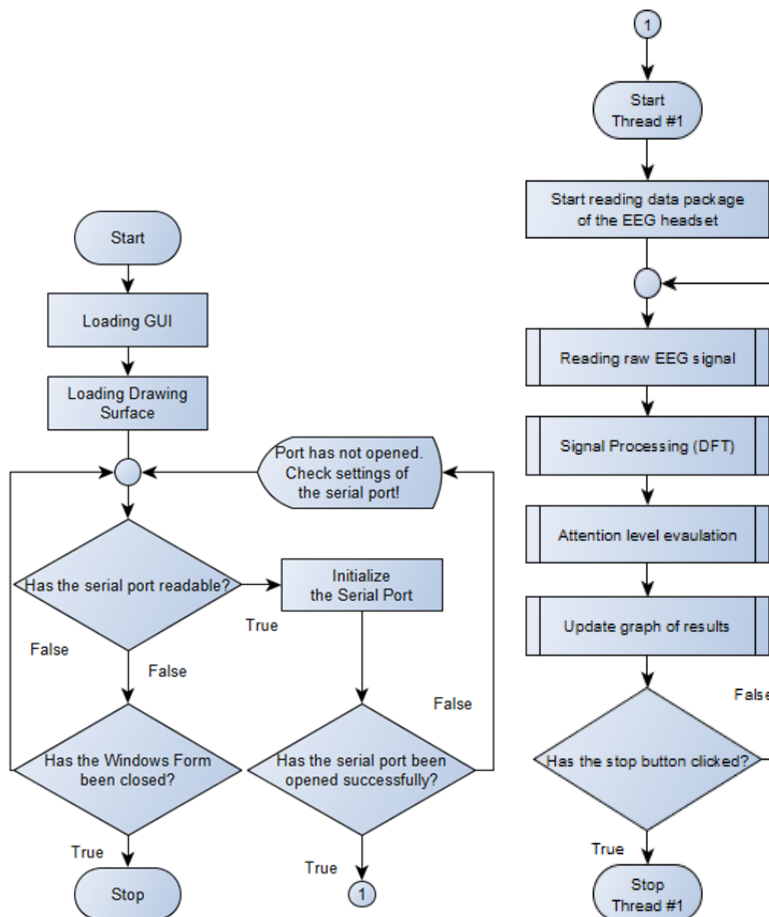 Start
Loading GUI
Loading Drawing
Surface
Port has not opened.
Check settings of
the serial port!
Has the serial port readable?
True
Initialize
the Serial Port
False
False
False
Has the Windows Form
been closed?
Has the serial port been
opened successfully?
True
Stop
True
1
1
Start
Thread #1
Start reading data package
of the EEG headset
Reading raw EEG signal
Signal Processing (DFT)
Attention level evaulation
Update graph of results
False
Has the stop button clicked?
True
Stop
Thread #1